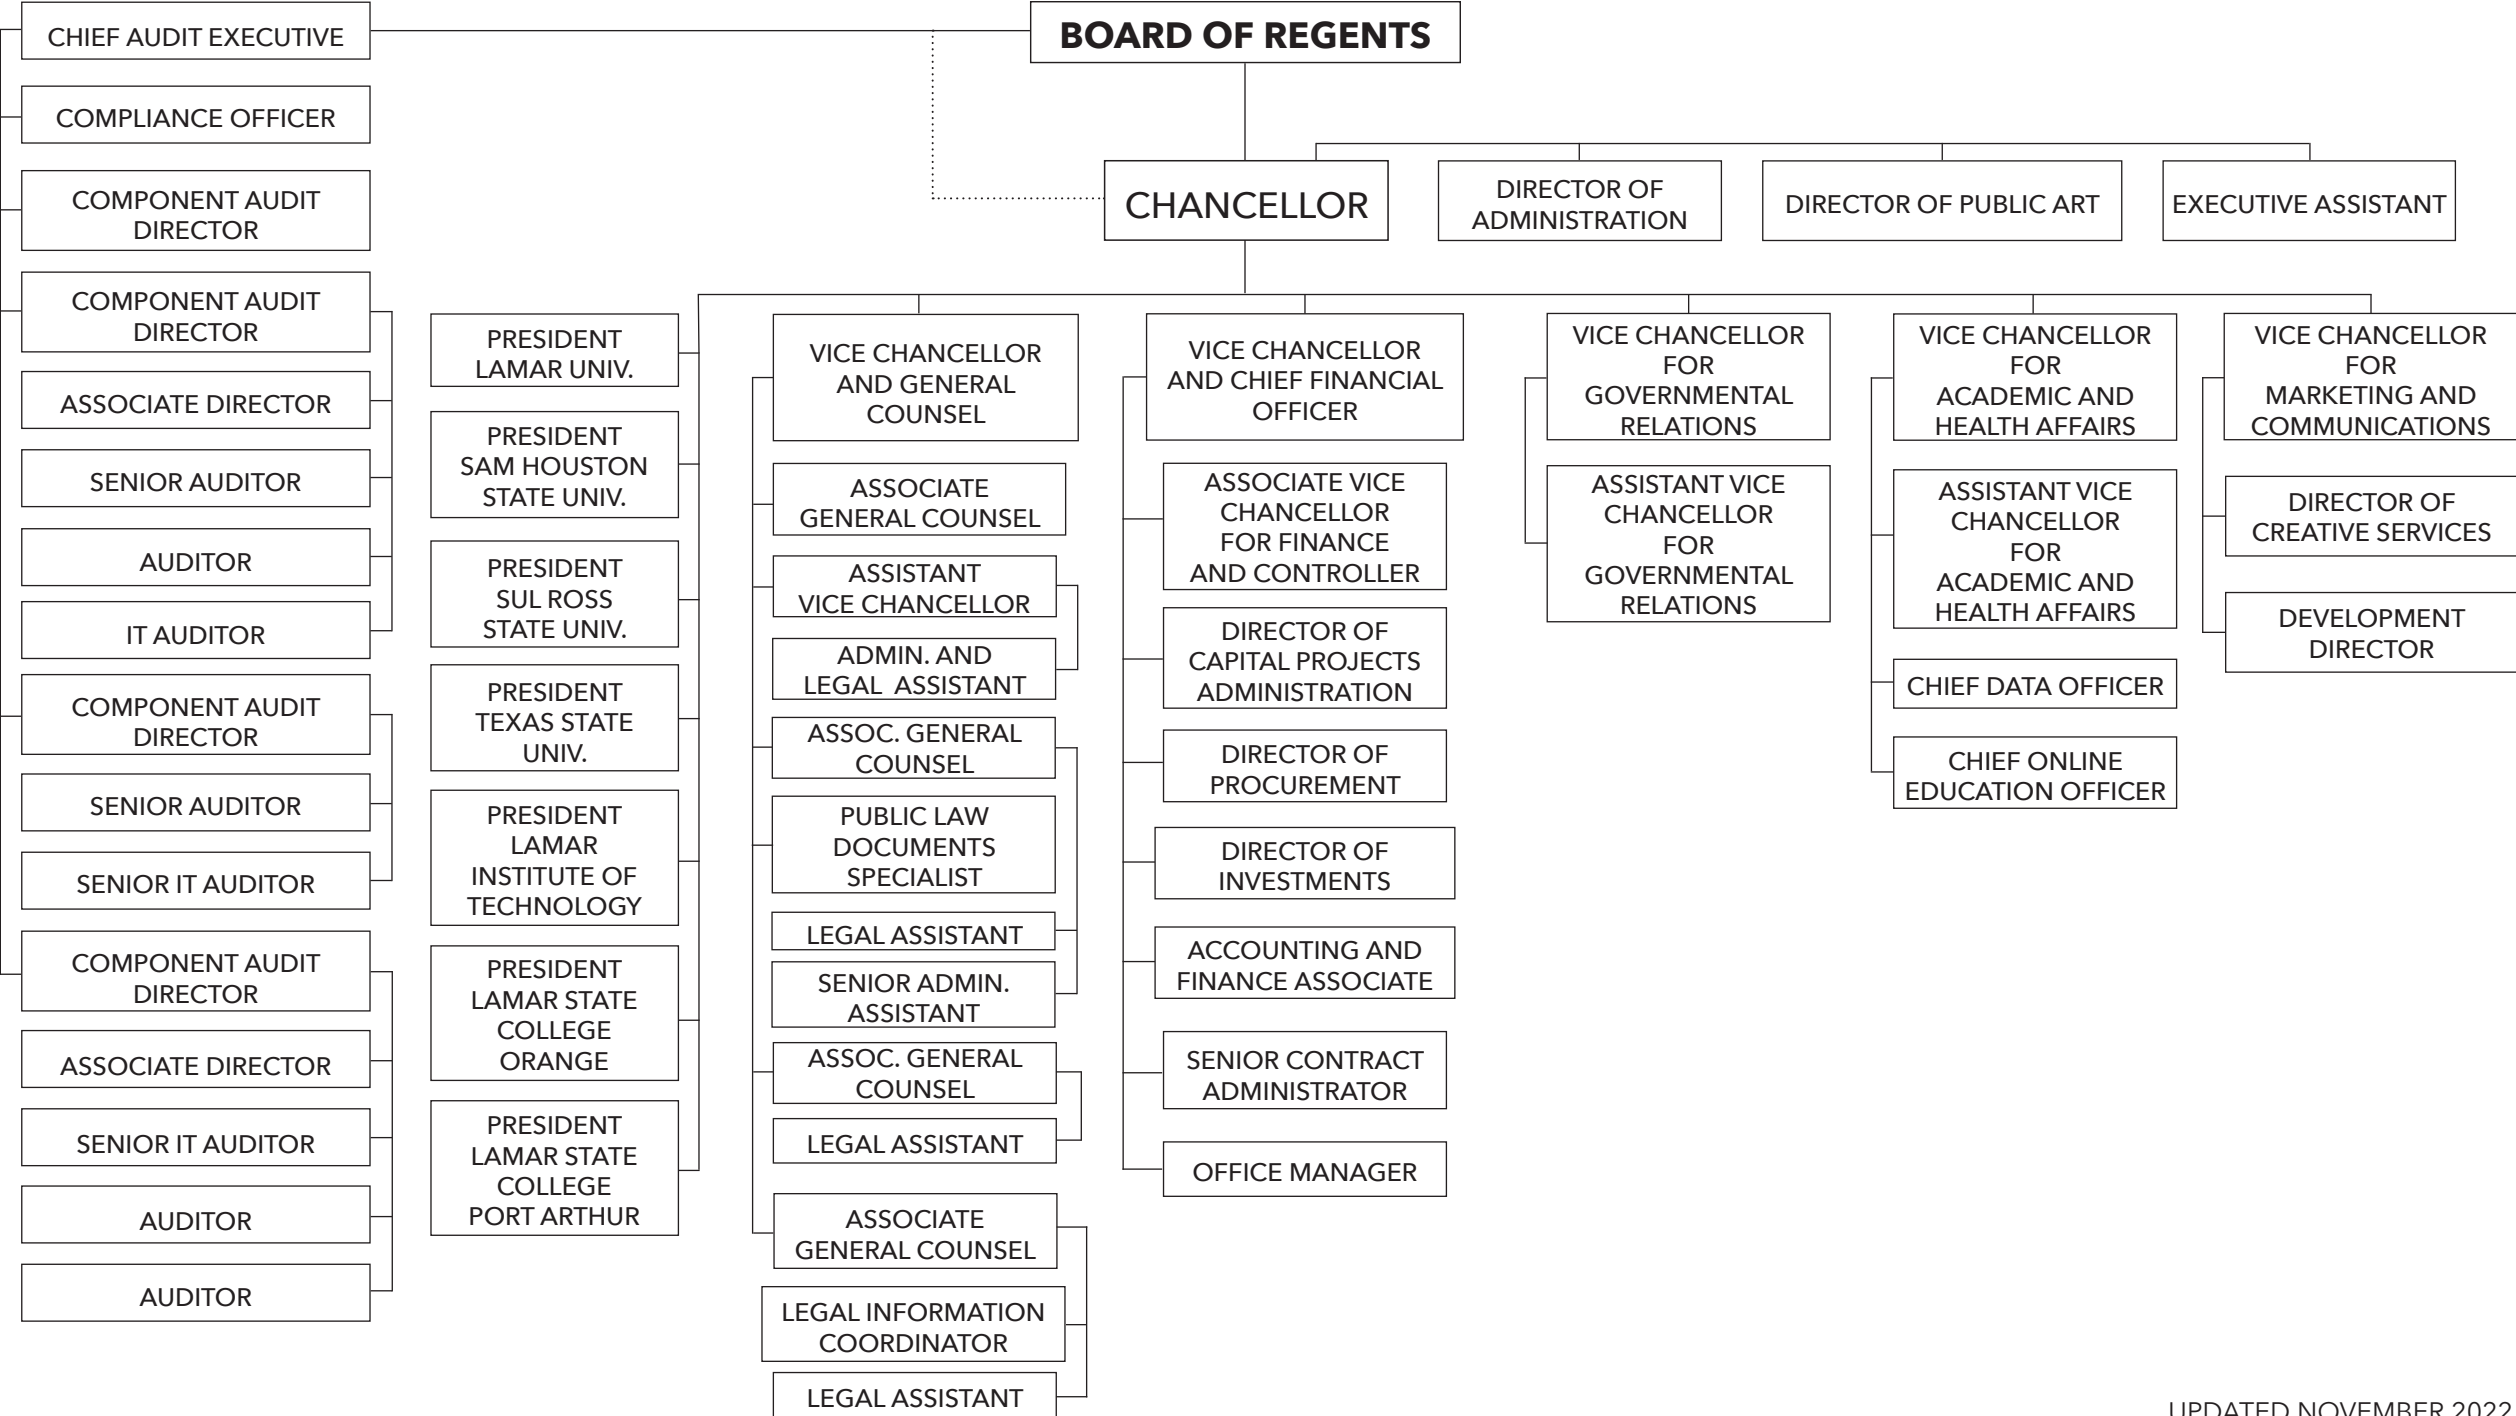 CHIEF AUDIT EXECUTIVE
BOARD OF REGENTS
COMPLIANCE OFFICER
CHANCELLOR
DIRECTOR OF
ADMINISTRATION
DIRECTOR OF PUBLIC ART
EXECUTIVE ASSISTANT
COMPONENT AUDIT
DIRECTOR
COMPONENT AUDIT
DIRECTOR
ASSOCIATE DIRECTOR
SENIOR AUDITOR
AUDITOR
IT AUDITOR
COMPONENT AUDIT
DIRECTOR
SENIOR AUDITOR
SENIOR IT AUDITOR
COMPONENT AUDIT
DIRECTOR
ASSOCIATE DIRECTOR
SENIOR IT AUDITOR
AUDITOR
AUDITOR
PRESIDENT
LAMAR UNIV.
PRESIDENT
SAM HOUSTON
STATE UNIV.
PRESIDENT
SUL ROSS
STATE UNIV.
PRESIDENT
TEXAS STATE
UNIV.
PRESIDENT
LAMAR
INSTITUTE OF
TECHNOLOGY
PRESIDENT
LAMAR STATE
COLLEGE
ORANGE
PRESIDENT
LAMAR STATE
COLLEGE
PORT ARTHUR
VICE CHANCELLOR
AND GENERAL
COUNSEL
ASSOCIATE
GENERAL COUNSEL
ASSISTANT
VICE CHANCELLOR
ADMIN. AND
LEGAL ASSISTANT
ASSOC. GENERAL
COUNSEL
PUBLIC LAW
DOCUMENTS
SPECIALIST
LEGAL ASSISTANT
SENIOR ADMIN.
ASSISTANT
ASSOC. GENERAL
COUNSEL
LEGAL ASSISTANT
ASSOCIATE
GENERAL COUNSEL
LEGAL INFORMATION
COORDINATOR
LEGAL ASSISTANT
VICE CHANCELLOR
AND CHIEF FINANCIAL
OFFICER
ASSOCIATE VICE
CHANCELLOR
FOR FINANCE
AND CONTROLLER
DIRECTOR OF
CAPITAL PROJECTS
ADMINISTRATION
DIRECTOR OF
PROCUREMENT
DIRECTOR OF
INVESTMENTS
ACCOUNTING AND
FINANCE ASSOCIATE
SENIOR CONTRACT
ADMINISTRATOR
OFFICE MANAGER
VICE CHANCELLOR
FOR
GOVERNMENTAL
RELATIONS
ASSISTANT VICE
CHANCELLOR
FOR
GOVERNMENTAL
RELATIONS
VICE CHANCELLOR
FOR
ACADEMIC AND
HEALTH AFFAIRS
ASSISTANT VICE
CHANCELLOR
FOR
ACADEMIC AND
HEALTH AFFAIRS
CHIEF DATA OFFICER
CHIEF ONLINE
EDUCATION OFFICER
VICE CHANCELLOR
FOR
MARKETING AND
COMMUNICATIONS
DIRECTOR OF
CREATIVE SERVICES
DEVELOPMENT
DIRECTOR
UPDATED NOVEMBER 2022